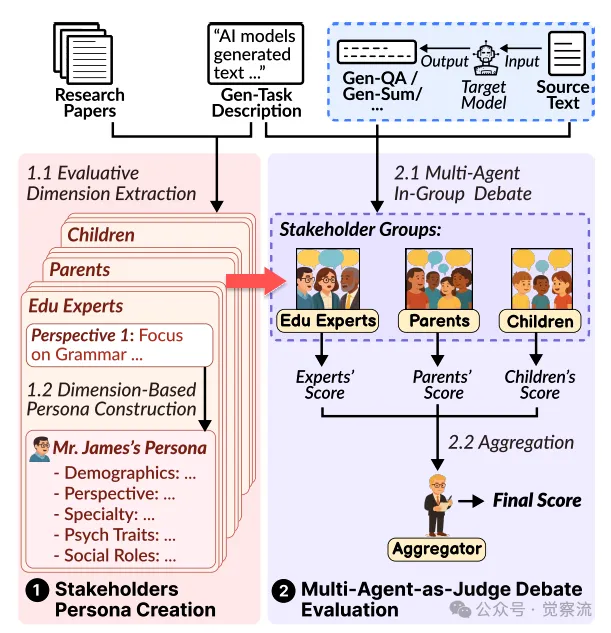 Research
Papers
“AI models
generated
text ...”
Gen-Task
Description
Gen-QA /
Gen-Sum/
...
Output
Target
Model
Input
Source
Text
1.1 Evaluative
Dimension Extraction
Children
Parents
Edu Experts
Perspective 1: Focus
on Grammar ...
1.2 Dimension-Based
Persona Construction
Mr. James’s Persona
- Demographics: ...
- Perspective: ...
- Specialty: ...
- Psych Traits: ...
- Social Roles: ...
1 Stakeholders
Persona Creation
2.1 Multi-Agent
In-Group Debate
Stakeholder Groups:
Edu Experts
Parents
Children
Experts’
Score
Parents’
Score
Children’s
Score
2.2 Aggregation
Final Score
Aggregator
2 Multi-Agent-as-Judge Debate
Evaluation
公众号 · 觉察流